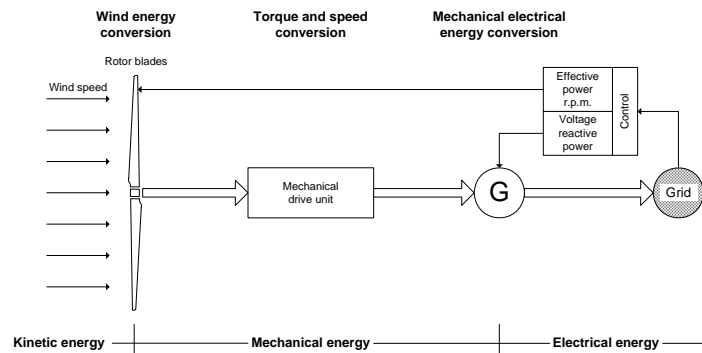 Wind energy
conversion
Torque and speed
conversion
Mechanical electrical
energy conversion
Rotor blades
Wind speed
Effective
power
r.p.m.
Voltage
reactive
power
Control
Mechanical
drive unit
G
Grid
Kinetic energy
Mechanical energy
Electrical energy